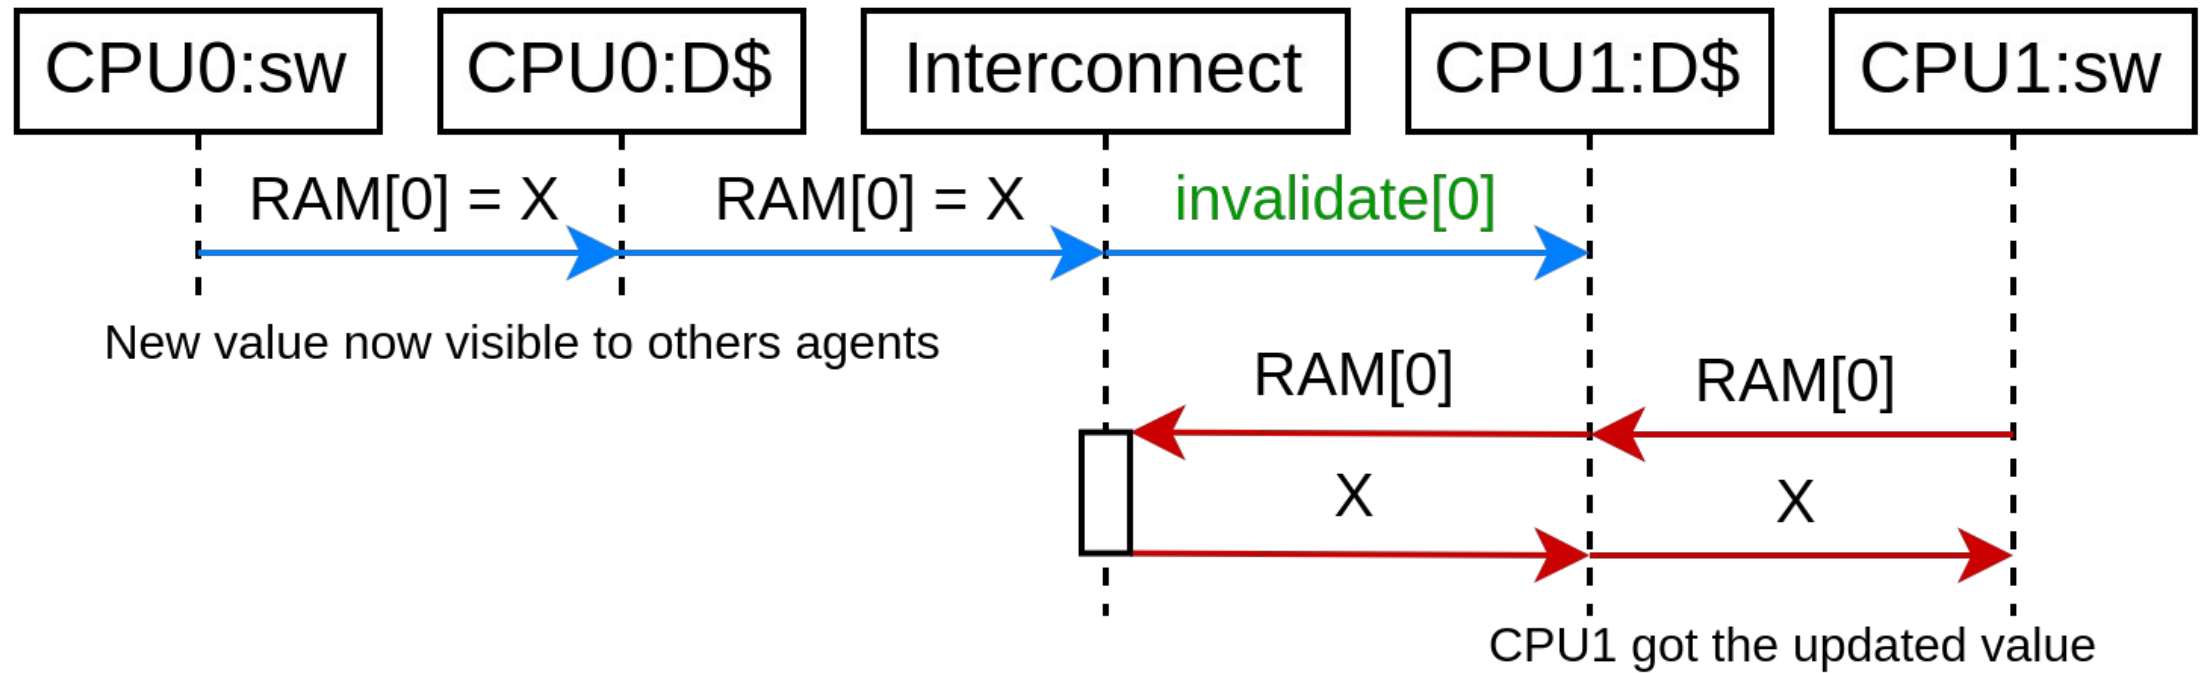 CPU0:sw
CPU0:D$
Interconnect
CPU1:D$
CPU1:sw
RAM[0] = X
RAM[0] = X
invalidate[0]
New value now visible to others agents
RAM[0]
RAM[0]
X
X
CPU1 got the updated value